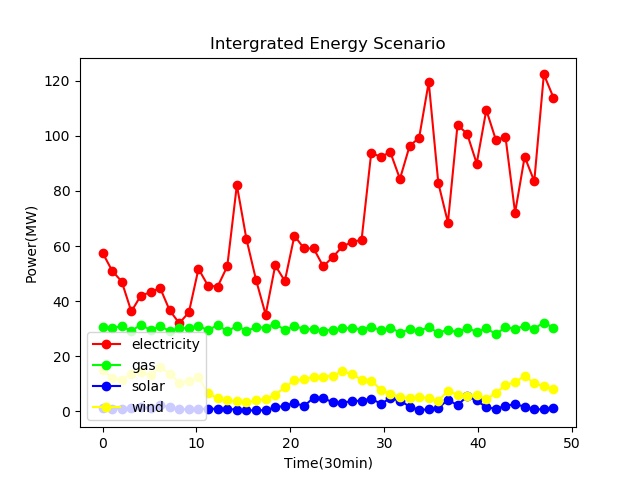 Intergrated Energy Scenario
Power(MW)
120
100
80
60
40
20
0
electricity
gas
solar
wind
0 10 20 30 40 50
Time(30min)